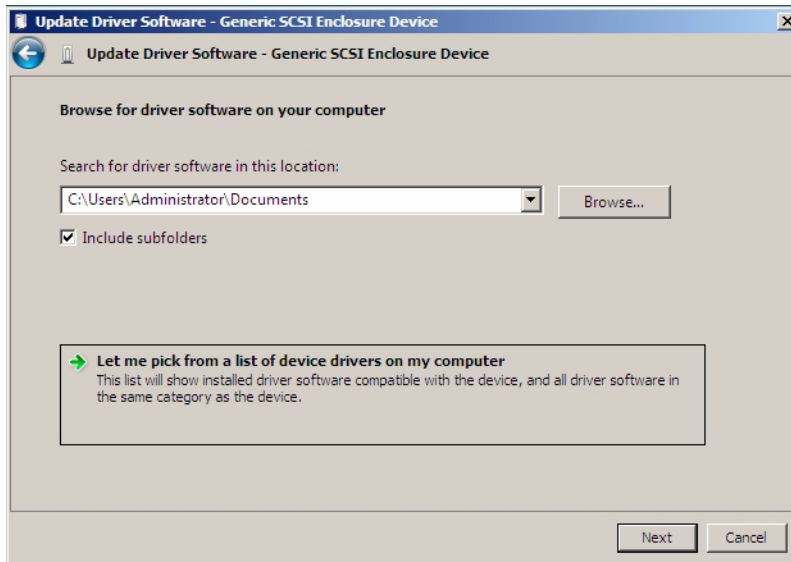 Update Driver Software - Generic SCSI Enclosure Device
Update Driver Software - Generic SCSI Enclosure Device
Browse for driver software on your computer
Search for driver software in this location:
C:\Users\Administrator\Documents
Browse...
Include subfolders
Let me pick from a list of device drivers on my computer
This list will show installed driver software compatible with the device, and all driver software in
the same category as the device.
Next
Cancel